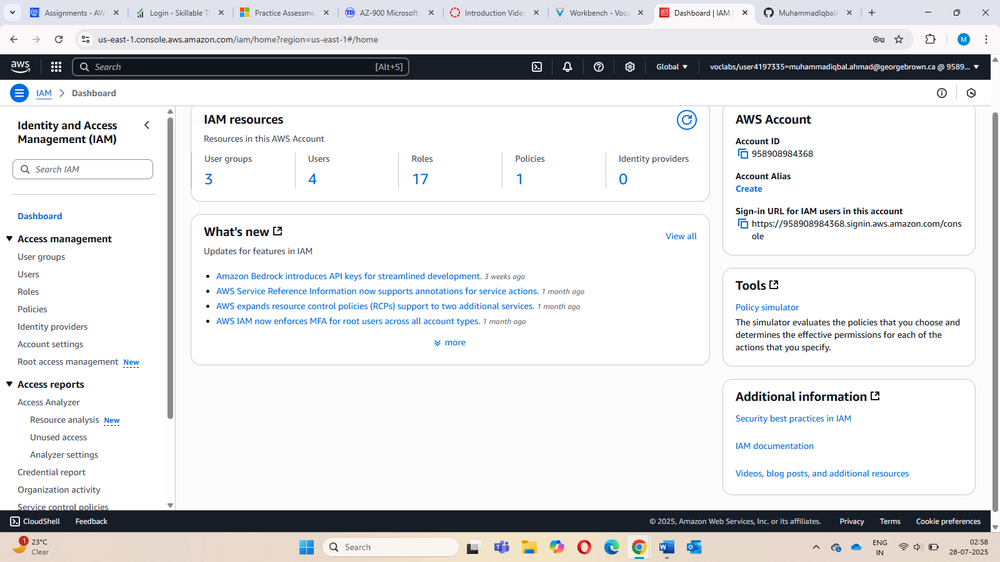 Assignments - AW
Login - Skillable T
Practice Assessme
AZ-900 Microsoft
Introduction Video
Workbench - Voca
Dashboard | IAM |
MuhammadIqbalA
us-east-1.console.aws.amazon.com/iam/home?region=us-east-1#/home
M
aws
Search
[Alt+S]
Global
voclabs/user4197335=muhammadiqbal.ahmad@georgebrown.ca @ 9589...
IAM
Dashboard
Identity and Access
Management (IAM)
Search IAM
Dashboard
Access management
User groups
Users
Roles
Policies
Identity providers
Account settings
Root access management New
Access reports
Access Analyzer
Resource analysis New
Unused access
Analyzer settings
Credential report
Organization activity
Service control policies
IAM resources
Resources in this AWS Account
User groups
3
Users
4
Roles
17
Policies
1
Identity providers
0
What's new
View all
Updates for features in IAM
Amazon Bedrock introduces API keys for streamlined development. 3 weeks ago
AWS Service Reference Information now supports annotations for service actions. 1 month ago
AWS expands resource control policies (RCPs) support to two additional services. 1 month ago
AWS IAM now enforces MFA for root users across all account types. 1 month ago
more
AWS Account
Account ID
958908984368
Account Alias
Create
Sign-in URL for IAM users in this account
https://958908984368.signin.aws.amazon.com/cons
ole
Tools
Policy simulator
The simulator evaluates the policies that you choose and
determines the effective permissions for each of the
actions that you specify.
Additional information
Security best practices in IAM
IAM documentation
Videos, blog posts, and additional resources
CloudShell
Feedback
© 2025, Amazon Web Services, Inc. or its affiliates.
Privacy
Terms
Cookie preferences
1
23°C
Clear
Search
ENG
IN
02:58
28-07-2025